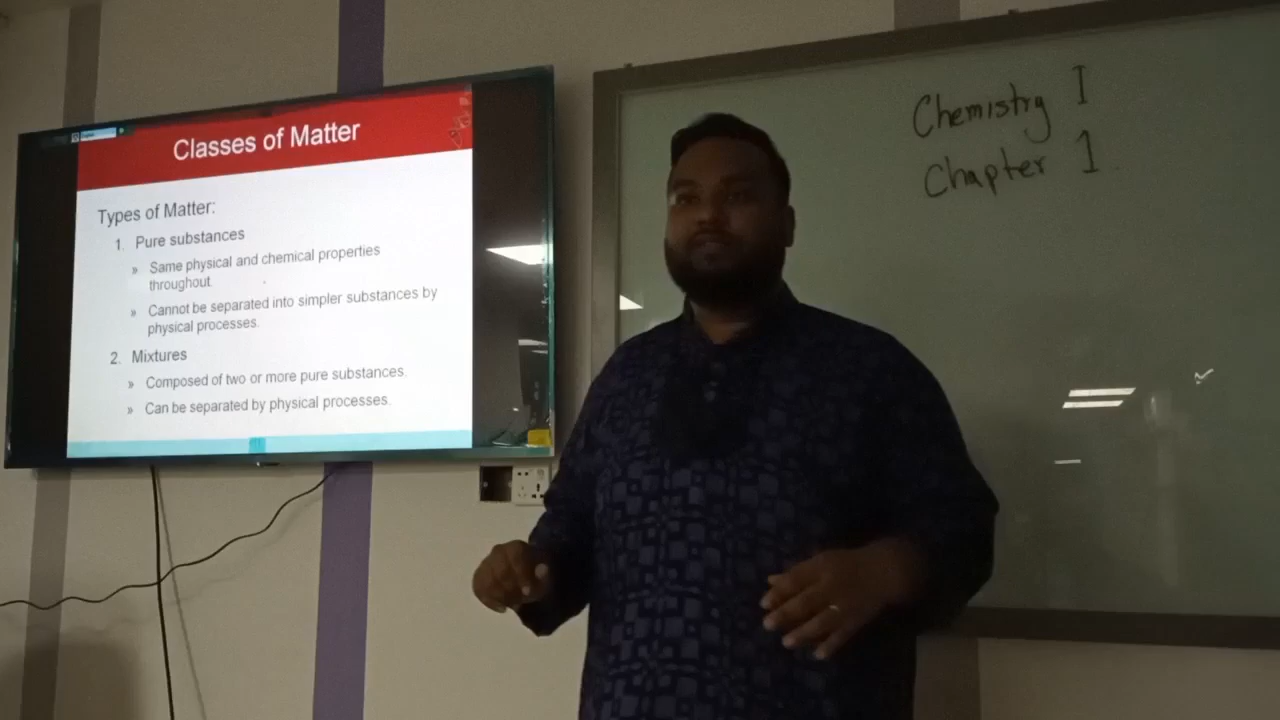 Classes of Matter
Types of Matter:
1. Pure substances
» Same physical and chemical properties
throughout
» Cannot be separated into simpler substances by
physical processes.
2. Mixtures
» Composed of two or more pure substances.
» Can be separated by physical processes.
Chemistry I
Chapter 1